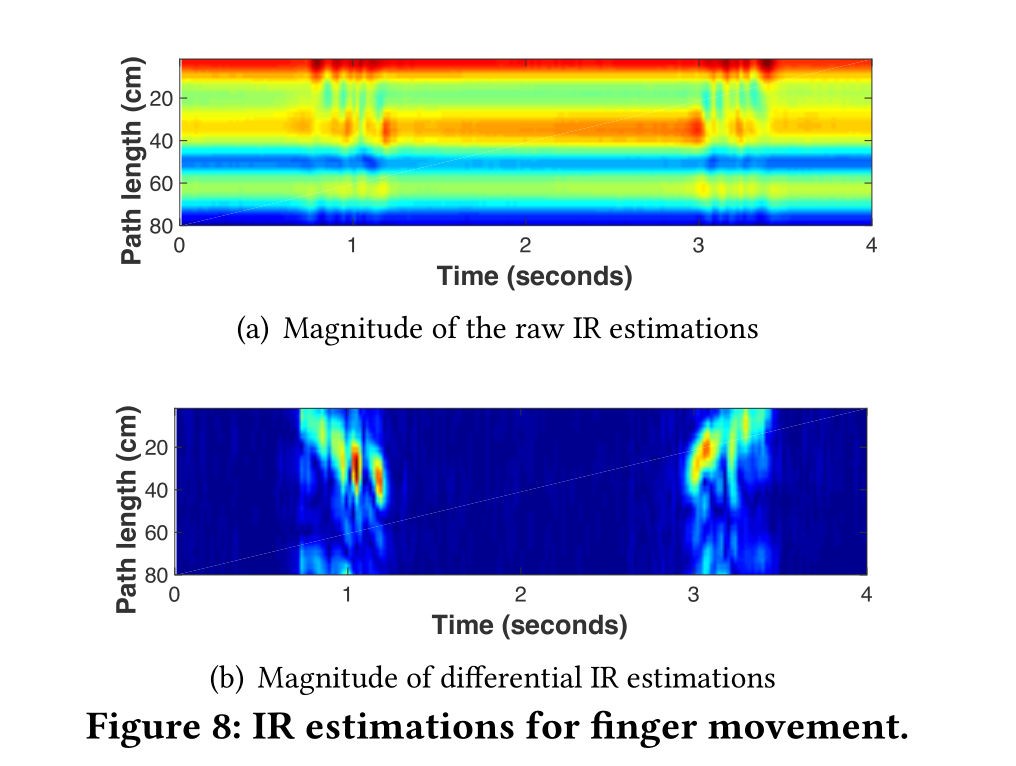 Path length (cm)
20
40
60
80
0
1
2
3
4
Time (seconds)
(a) Magnitude of the raw IR estimations
Path length (cm)
20
40
60
80
0
1
2
3
4
Time (seconds)
(b) Magnitude of differential IR estimations
Figure 8: IR estimations for finger movement.